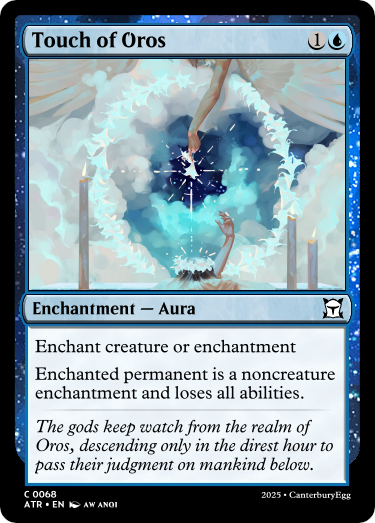 Touch of Oros 1
Enchantment — Aura
Enchant creature or enchantment
Enchanted permanent is a noncreature
enchantment and loses all abilities.
The gods keep watch from the realm of
Oros, descending only in the direst hour to
pass their judgment on mankind below.
C 0068
ATR • EN AW ANOI
2025 • CanterburyEgg